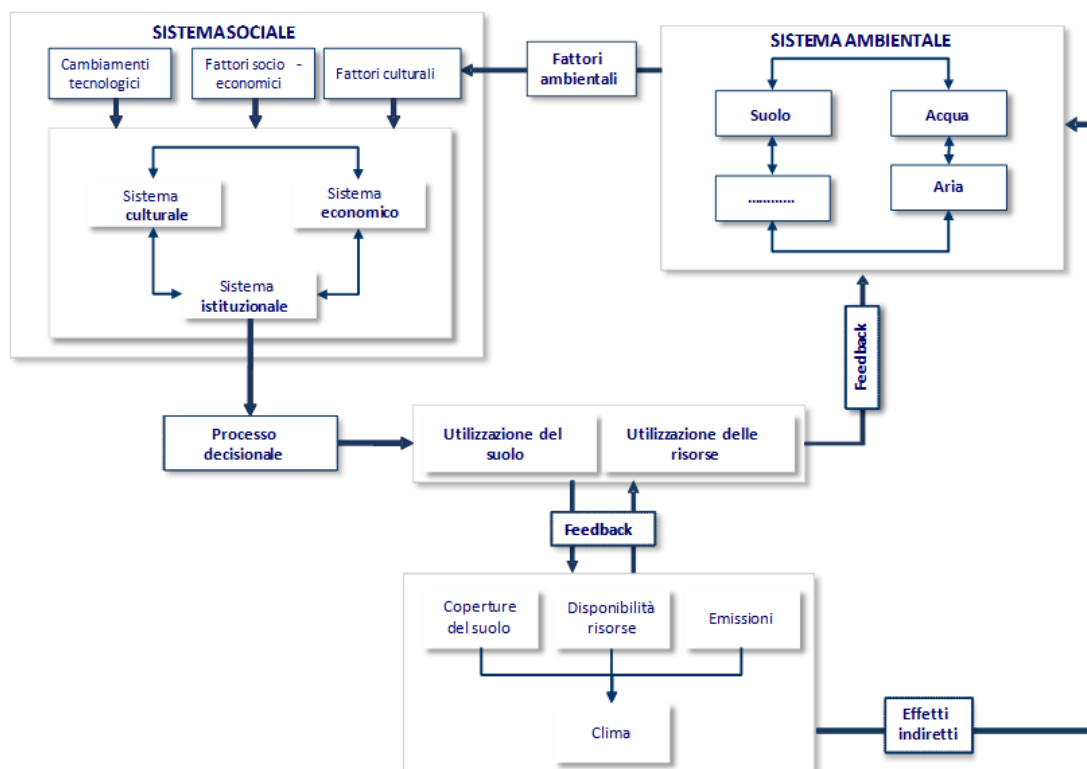 SISTEMA SOCIALE
Cambiamenti
tecnologici
Fattori socio -
economici
Fattori culturali
Fattori
ambientali
SISTEMA AMBIENTALE
Suolo
Acqua
............
Aria
Sistema
culturale
Sistema
economico
Sistema
istituzionale
Feedback
Processo
decisionale
Utilizzazione del
suolo
Utilizzazione delle
risorse
Feedback
Coperture
del suolo
Disponibilità
risorse
Emissioni
Clima
Effetti
indiretti